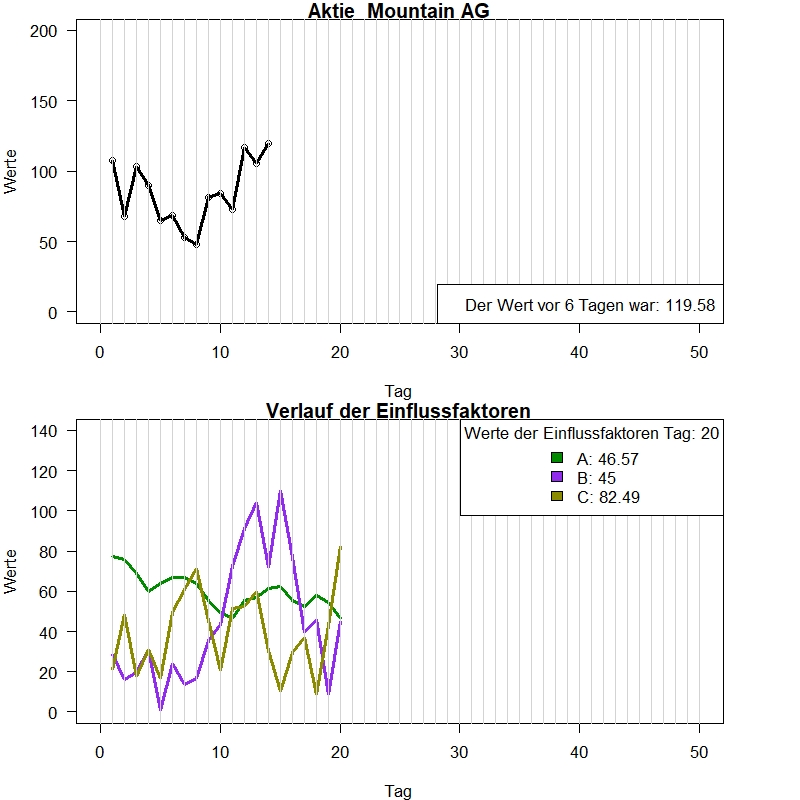 Aktie  Mountain AG
200
150
100
50
0
Werte
Der Wert vor 6 Tagen war: 119.58
0 10 20 30 40 50
Tag
Verlauf der Einflussfaktoren
140
120
100
80
60
40
20
0
Werte
Werte der Einflussfaktoren Tag: 20
A: 46.57
B: 45
C: 82.49
0 10 20 30 40 50
Tag